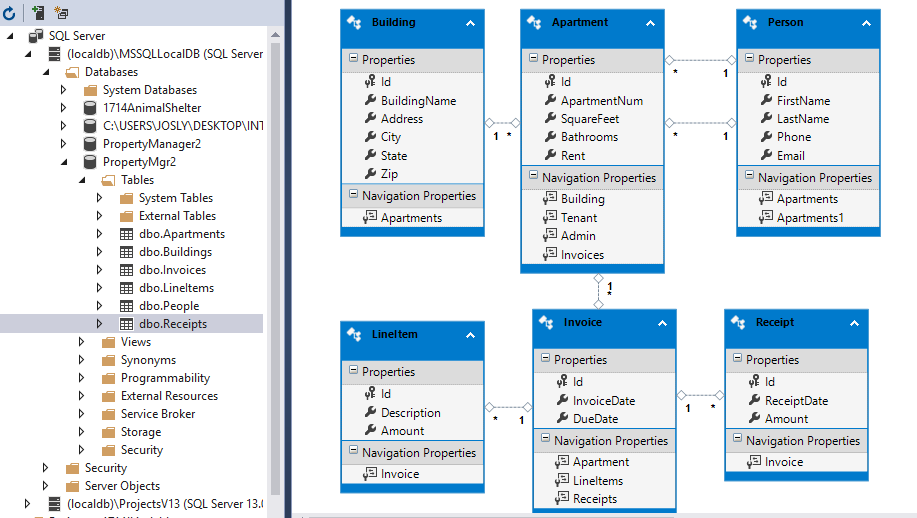 SQL Server
(localdb)\MSSQLLocalDB (SQL Server
Databases
System Databases
1714AnimalShelter
C:\USERS\JOSLY\DESKTOP\INT
PropertyManager2
PropertyMgr2
Tables
System Tables
External Tables
dbo.Apartments
dbo.Buildings
dbo.Invoices
dbo.LineItems
dbo.People
dbo.Receipts
Views
Synonyms
Programmability
External Resources
Service Broker
Storage
Security
Security
Server Objects
(localdb)\ProjectsV13 (SQL Server 13.0
Building
Properties
Id
BuildingName
Address
City
State
Zip
Navigation Properties
Apartments
1 *
Apartment
Properties
Id
ApartmentNum
SquareFeet
Bathrooms
Rent
Navigation Properties
Building
Tenant
Admin
Invoices
* 1
* 1
Person
Properties
Id
FirstName
LastName
Phone
Email
Navigation Properties
Apartments
Apartments1
1
*
LineItem
Properties
Id
Description
Amount
Navigation Properties
Invoice
* 1
Invoice
Properties
Id
InvoiceDate
DueDate
Navigation Properties
Apartment
LineItems
Receipts
1 *
Receipt
Properties
Id
ReceiptDate
Amount
Navigation Properties
Invoice